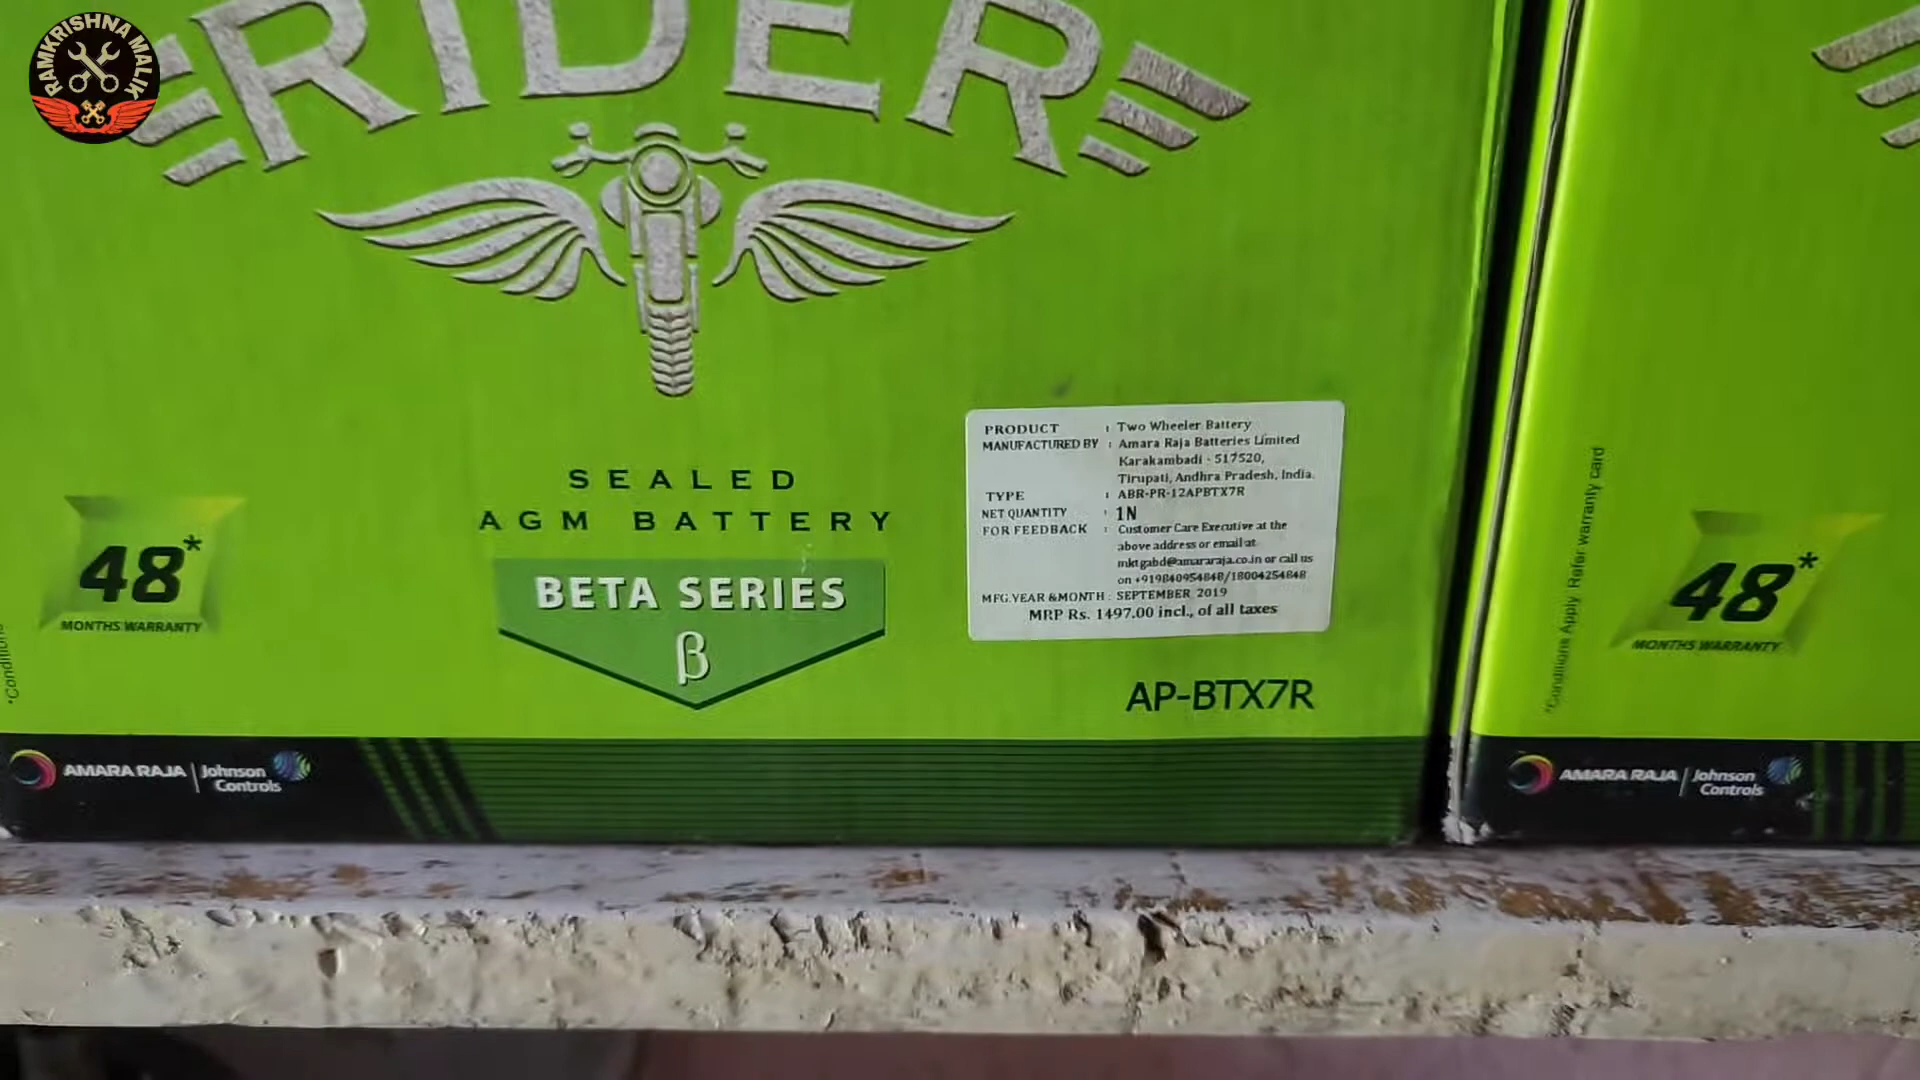 RAMKRISHNA MALIK
RIDER
SEALED
AGM BATTERY
BETA SERIES
β
48*
MONTHS WARRANTY
PRODUCT : Two Wheeler Battery
MANUFACTURED BY : Amara Raja Batteries Limited
Karakambadi - 517520,
Tirupati, Andhra Pradesh, India.
TYPE : ABR-PR-12APBTX7R
NET QUANTITY : 1N
FOR FEEDBACK : Customer Care Executive at the
above address or email at
mktgabd@amararaja.co.in or call us
on +919840954848/18004254848
MFG.YEAR &MONTH : SEPTEMBER 2019
MRP Rs. 1497.00 incl., of all taxes
AP-BTX7R
AMARA RAJA | Johnson
Controls
*Conditions Apply. Refer warranty card
48*
MONTHS WARRANTY
AMARA RAJA | Johnson
Controls